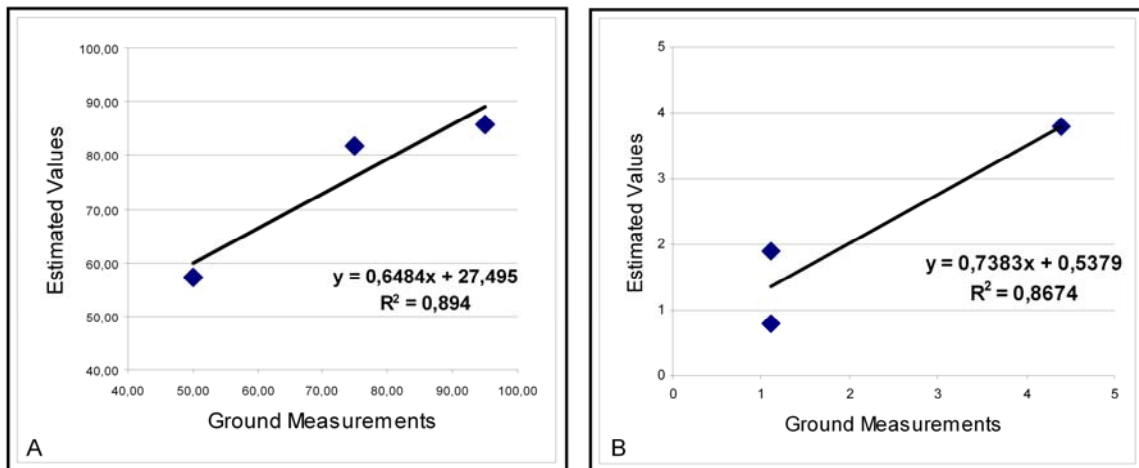 100,00
90,00
80,00
70,00
60,00
50,00
40,00
Estimated Values
y = 0,6484x + 27,495
R² = 0,894
40,00 50,00 60,00 70,00 80,00 90,00 100,00
Ground Measurements
A
5
4
3
2
1
0
Estimated Values
y = 0,7383x + 0,5379
R² = 0,8674
0 1 2 3 4 5
Ground Measurements
B